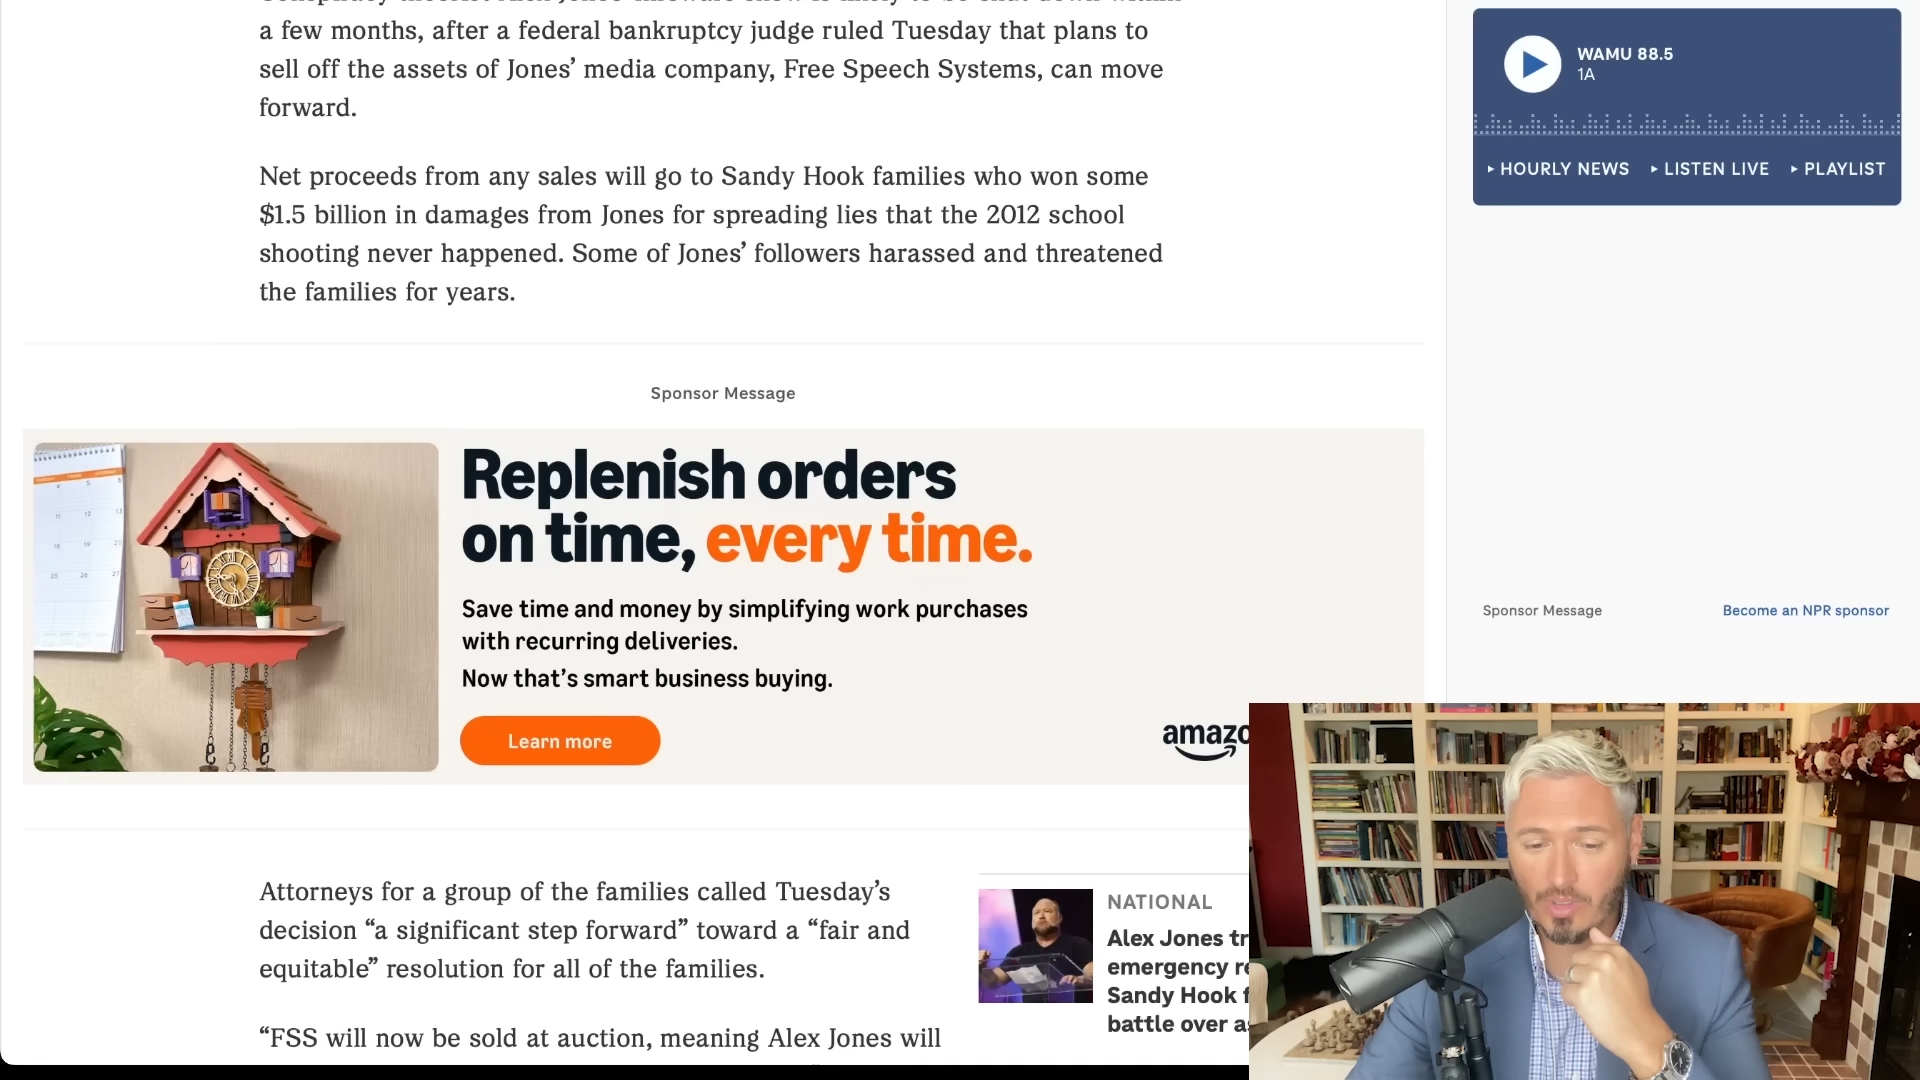 a few months, after a federal bankruptcy judge ruled Tuesday that plans to
sell off the assets of Jones’ media company, Free Speech Systems, can move
forward.
Net proceeds from any sales will go to Sandy Hook families who won some
$1.5 billion in damages from Jones for spreading lies that the 2012 school
shooting never happened. Some of Jones’ followers harassed and threatened
the families for years.
Sponsor Message
Replenish orders
on time, every time.
Save time and money by simplifying work purchases
with recurring deliveries.
Now that’s smart business buying.
Learn more
Attorneys for a group of the families called Tuesday’s
decision “a significant step forward” toward a “fair and
equitable” resolution for all of the families.
“FSS will now be sold at auction, meaning Alex Jones will
NATIONAL
Alex Jones
emergency
Sandy Hook
battle over
WAMU 88.5
1A
HOURLY NEWS
LISTEN LIVE
PLAYLIST
Sponsor Message
Become an NPR sponsor